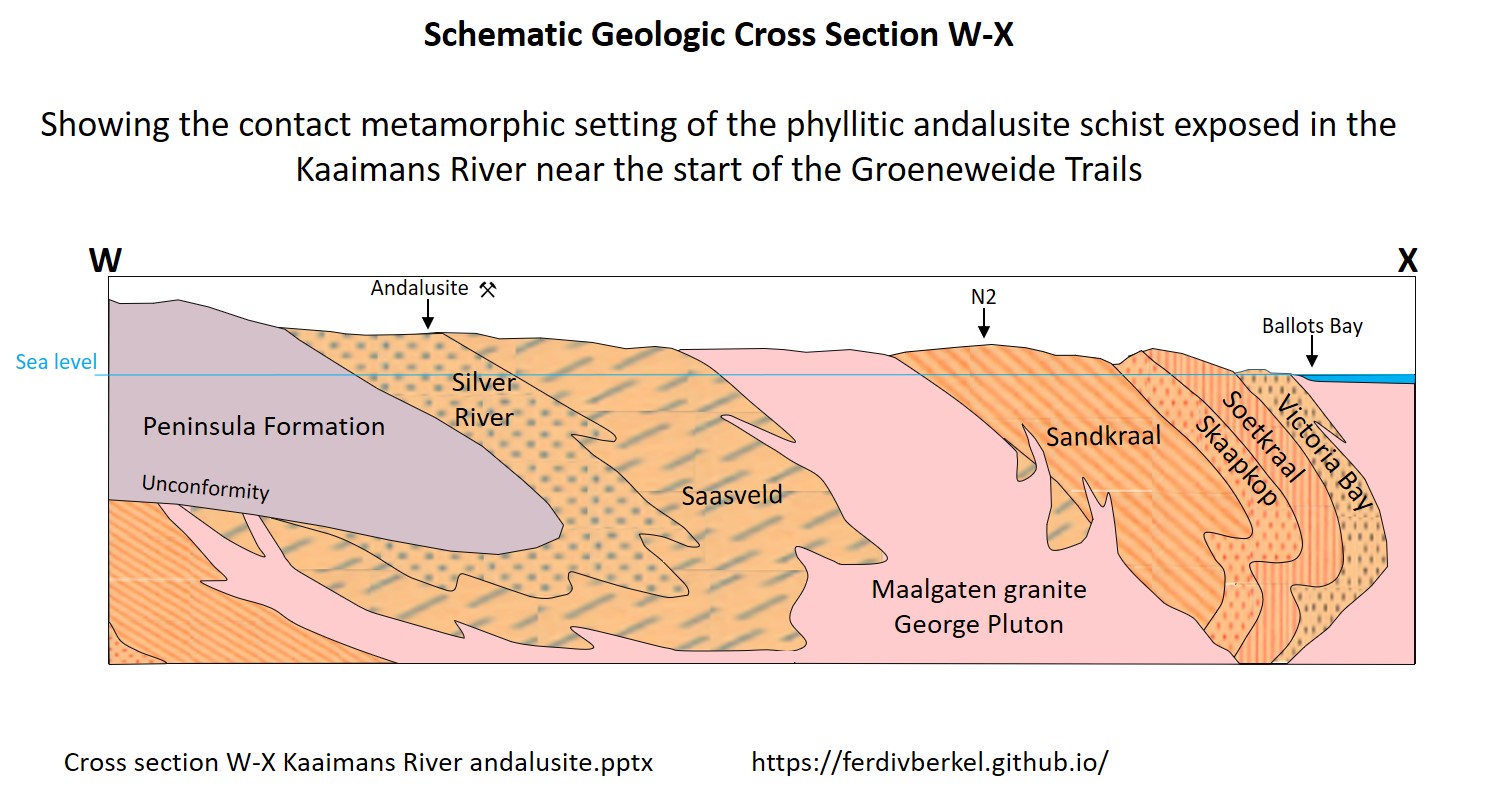 Schematic Geologic Cross Section W-X
Showing the contact metamorphic setting of the phyllitic andalusite schist exposed in the
Kaaimans River near the start of the Groeneweide Trails
W
X
Andalusite ⚒
N2
Ballots Bay
Sea level
Silver
River
Peninsula Formation
Unconformity
Saasveld
Sandkraal
Skaapkop
Soetkraal
Victoria Bay
Maalgaten granite
George Pluton
Cross section W-X Kaaimans River andalusite.pptx
https://ferdivberkel.github.io/